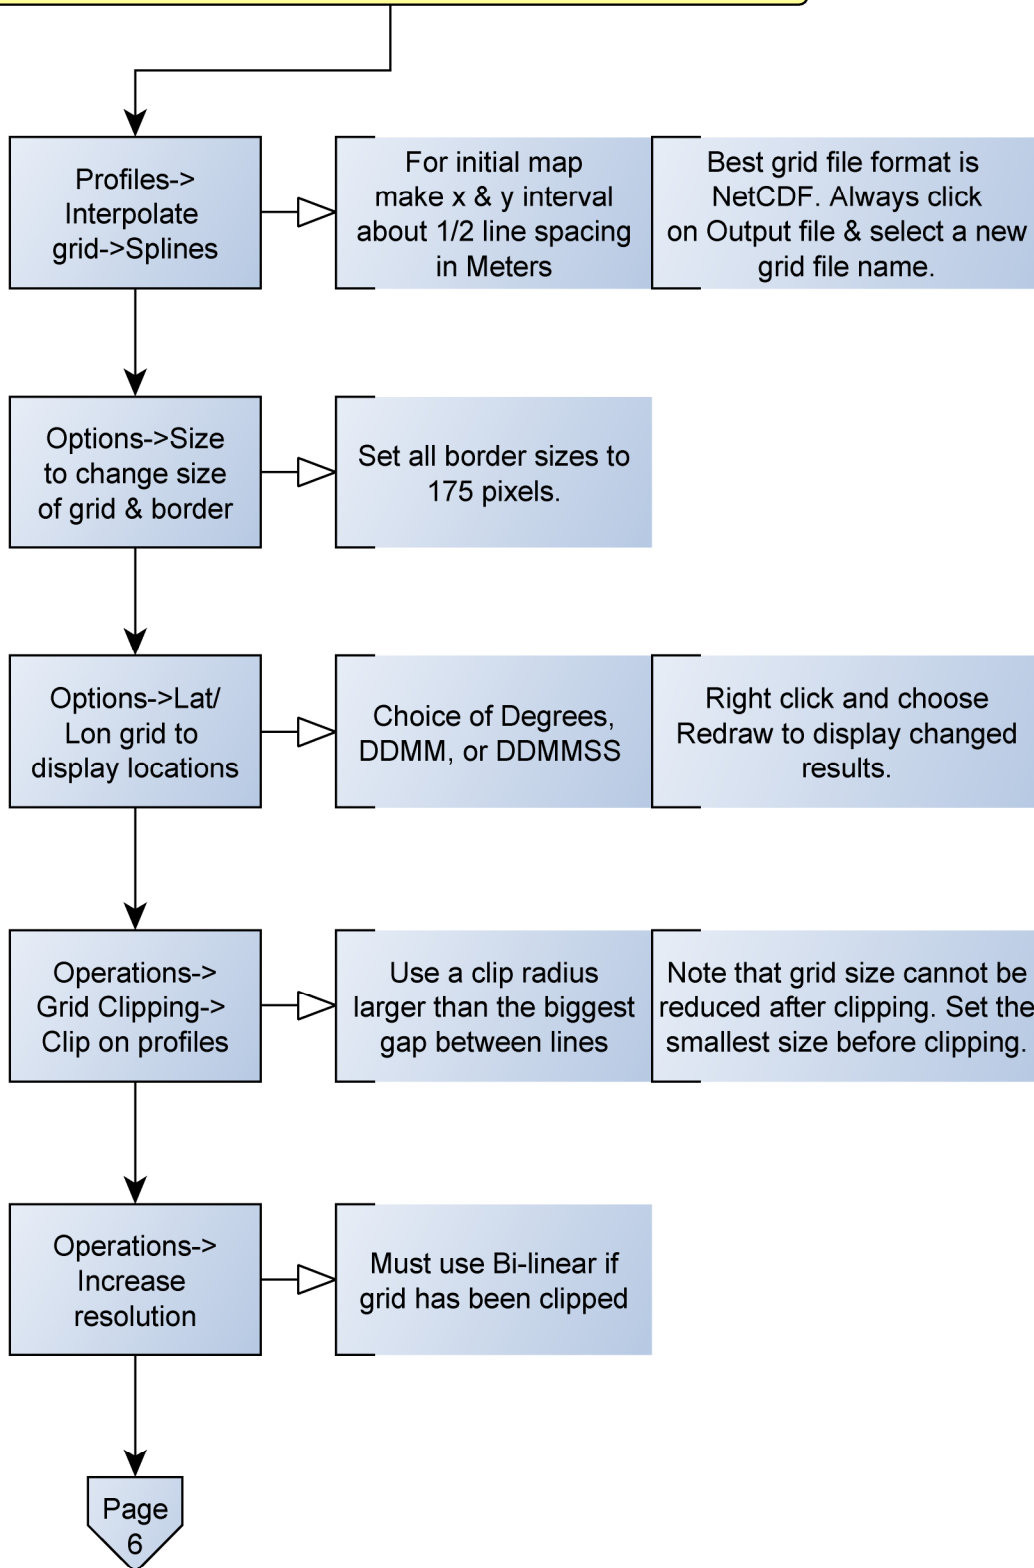 Profiles->
Interpolate
grid->Splines
For initial map
make x & y interval
about 1/2 line spacing
in Meters
Best grid file format is
NetCDF. Always click
on Output file & select a new
grid file name.
Options->Size
to change size
of grid & border
Set all border sizes to
175 pixels.
Options->Lat/
Lon grid to
display locations
Choice of Degrees,
DDMM, or DDMMSS
Right click and choose
Redraw to display changed
results.
Operations->
Grid Clipping->
Clip on profiles
Use a clip radius
larger than the biggest
gap between lines
Note that grid size cannot be
reduced after clipping. Set the
smallest size before clipping.
Operations->
Increase
resolution
Must use Bi-linear if
grid has been clipped
Page
6